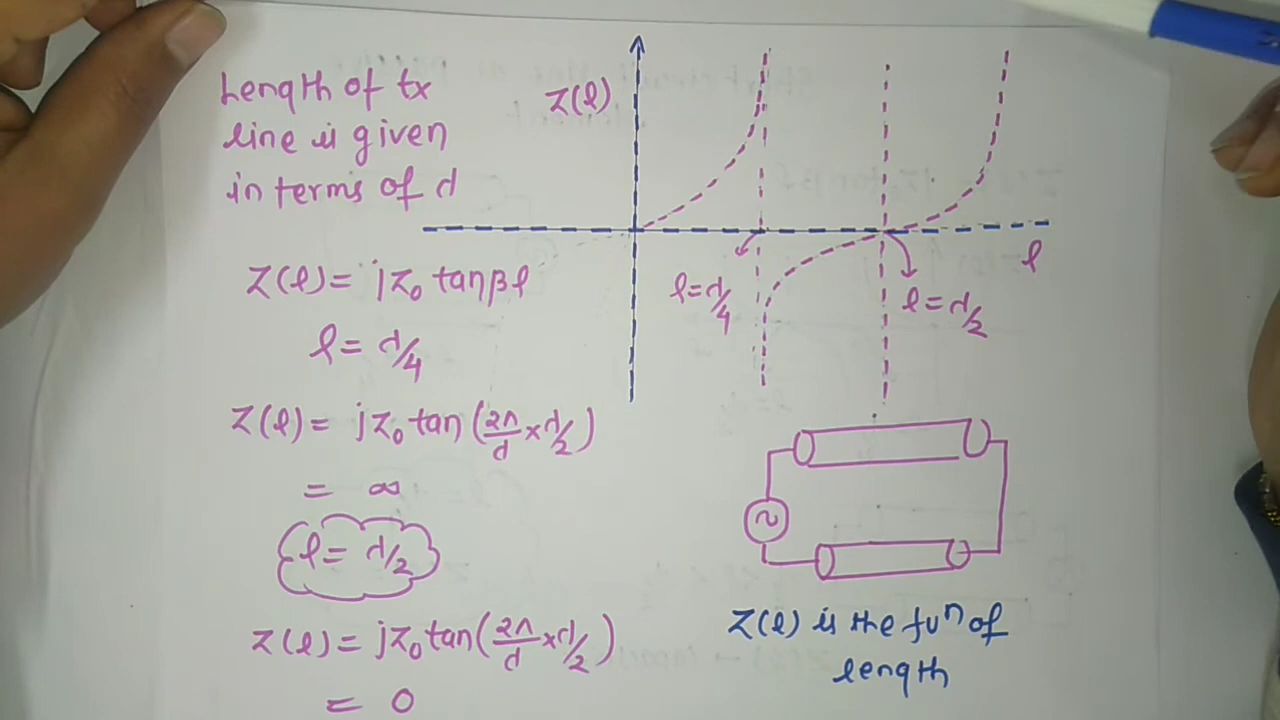 Length of tx
line is given
in terms of λ
Z(l) = jZ₀ tanβl
l = λ/4
Z(l) = jZ₀ tan(2π/λ × λ/2)
= ∞
l = λ/2
Z(l) = jZ₀ tan(2π/λ × λ/2)
= 0
Z(l)
l
l = λ/4
l = λ/2
~
Z(l) is the fuⁿ of
length